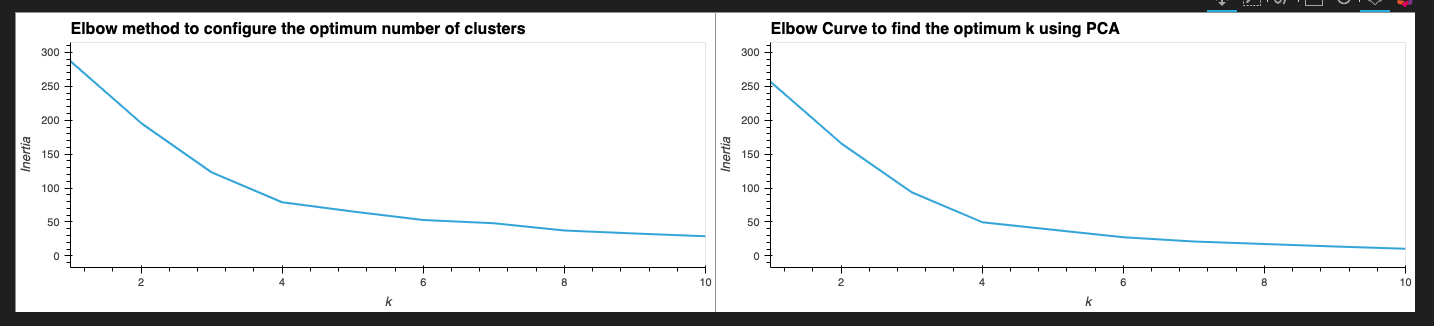 Elbow method to configure the optimum number of clusters
300
250
200
150
100
50
0
Inertia
2 4 6 8 10
k
Elbow Curve to find the optimum k using PCA
300
250
200
150
100
50
0
Inertia
2 4 6 8 10
k